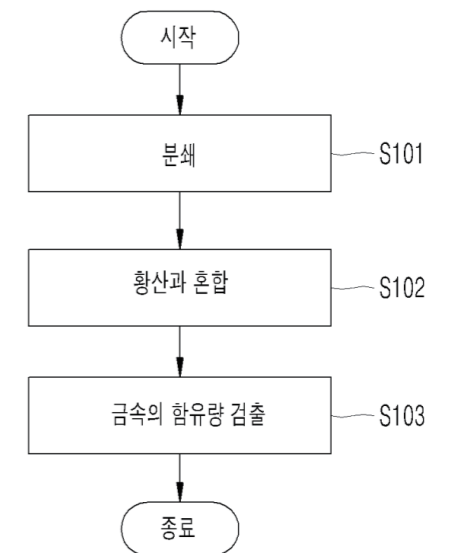 시작
분쇄
S101
황산과 혼합
S102
금속의 함유량 검출
S103
종료